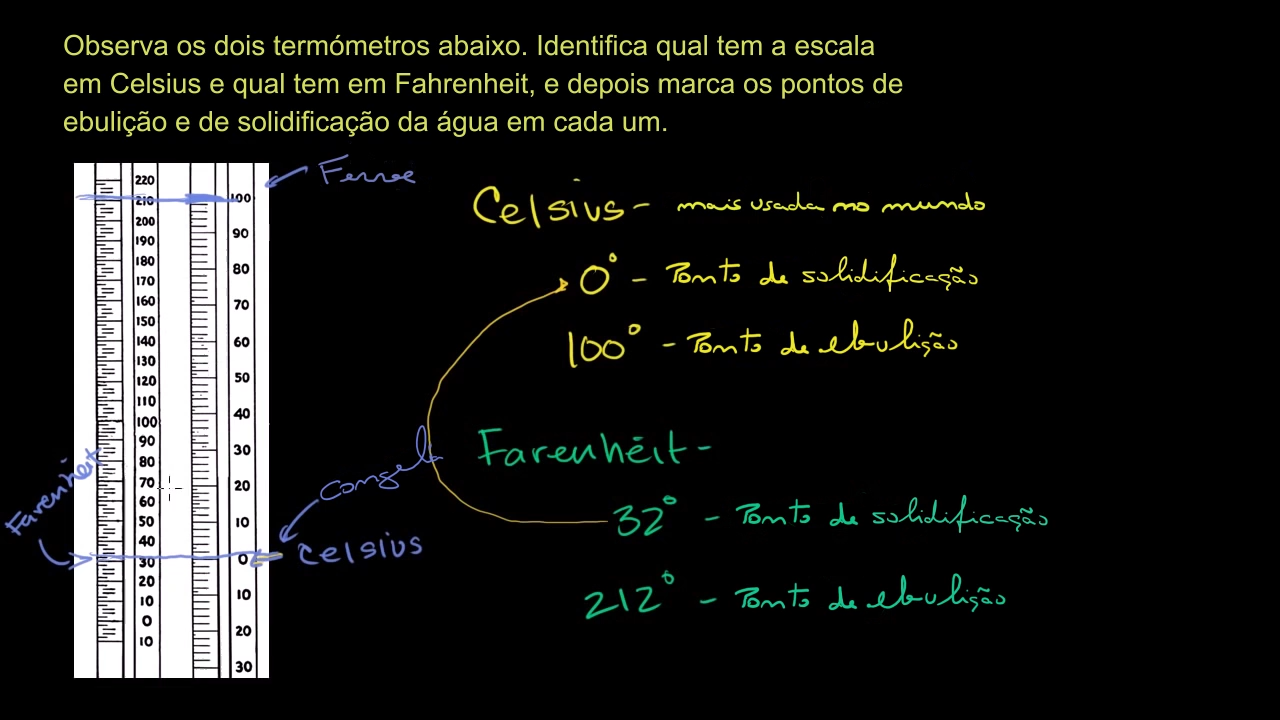 Observa os dois termómetros abaixo. Identifica qual tem a escala
em Celsius e qual tem em Fahrenheit, e depois marca os pontos de
ebulição e de solidificação da água em cada um.
Ferve
Celsius - mais usada no mundo
0° - Ponto de solidificação
100° - Ponto de ebulição
Farenhéit -
32° - Ponto de solidificação
212° - Ponto de ebulição
congela
Celsius
Farenhéit
220
210
200
190
180
170
160
150
140
130
120
110
100
90
80
70
60
50
40
30
20
10
0
10
100
90
80
70
60
50
40
30
20
10
0
10
20
30